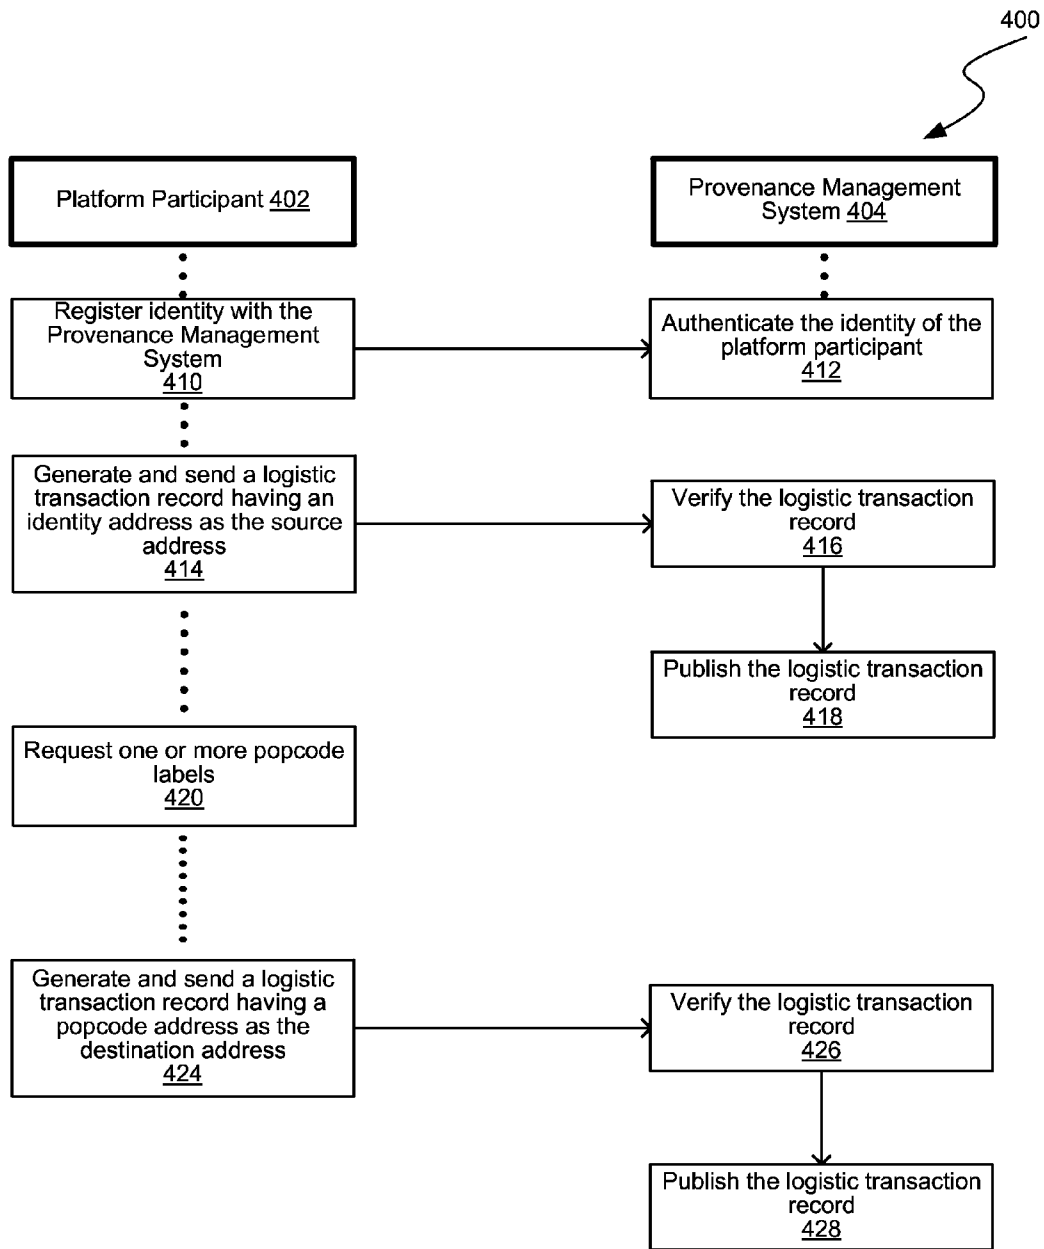 400
Platform Participant 402
Provenance Management
System 404
Register identity with the
Provenance Management
System
410
Authenticate the identity of the
platform participant
412
Generate and send a logistic
transaction record having an
identity address as the source
address
414
Verify the logistic transaction
record
416
Publish the logistic transaction
record
418
Request one or more popcode
labels
420
Generate and send a logistic
transaction record having a
popcode address as the
destination address
424
Verify the logistic transaction
record
426
Publish the logistic transaction
record
428